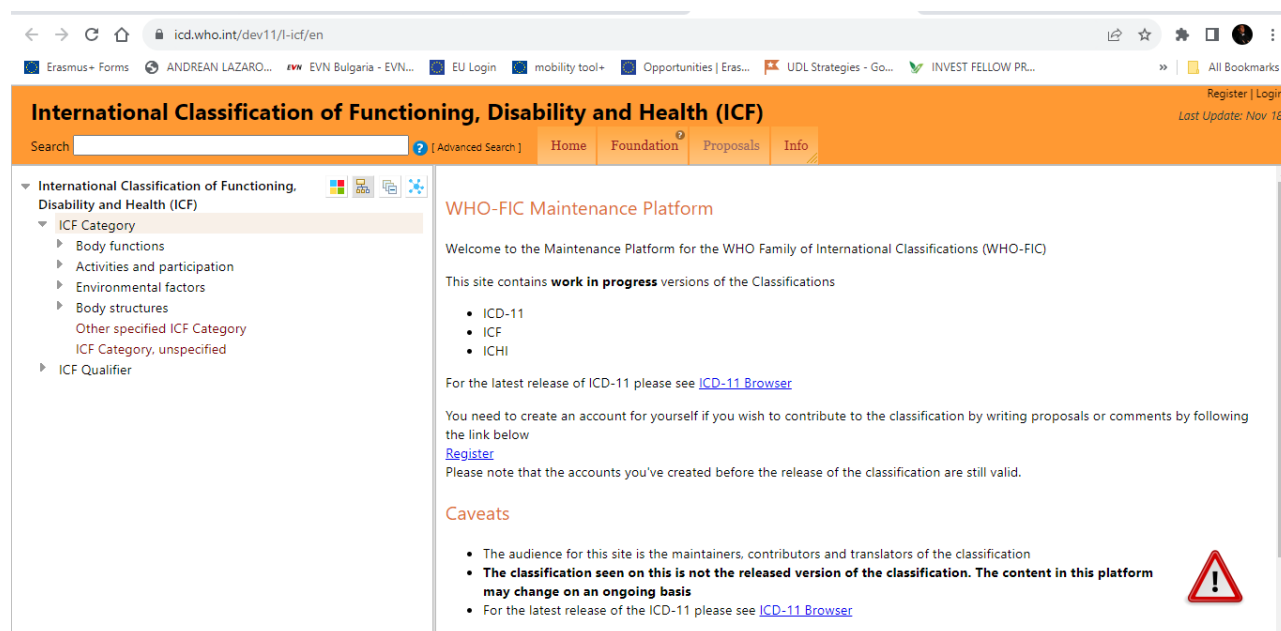 icd.who.int/dev11/l-icf/en
Erasmus+ Forms ANDREAN LAZARO... EVN EVN Bulgaria - EVN... EU Login mobility tool+ Opportunities | Eras... UDL Strategies - Go... INVEST FELLOW PR... » All Bookmarks
Register | Login
International Classification of Functioning, Disability and Health (ICF)
Last Update: Nov 18
Search ? [ Advanced Search ] Home Foundation ? Proposals Info
International Classification of Functioning,
Disability and Health (ICF)
ICF Category
Body functions
Activities and participation
Environmental factors
Body structures
Other specified ICF Category
ICF Category, unspecified
ICF Qualifier
WHO-FIC Maintenance Platform
Welcome to the Maintenance Platform for the WHO Family of International Classifications (WHO-FIC)
This site contains work in progress versions of the Classifications
• ICD-11
• ICF
• ICHI
For the latest release of ICD-11 please see ICD-11 Browser
You need to create an account for yourself if you wish to contribute to the classification by writing proposals or comments by following
the link below
Register
Please note that the accounts you've created before the release of the classification are still valid.
Caveats
• The audience for this site is the maintainers, contributors and translators of the classification
• The classification seen on this is not the released version of the classification. The content in this platform
may change on an ongoing basis
• For the latest release of the ICD-11 please see ICD-11 Browser
!